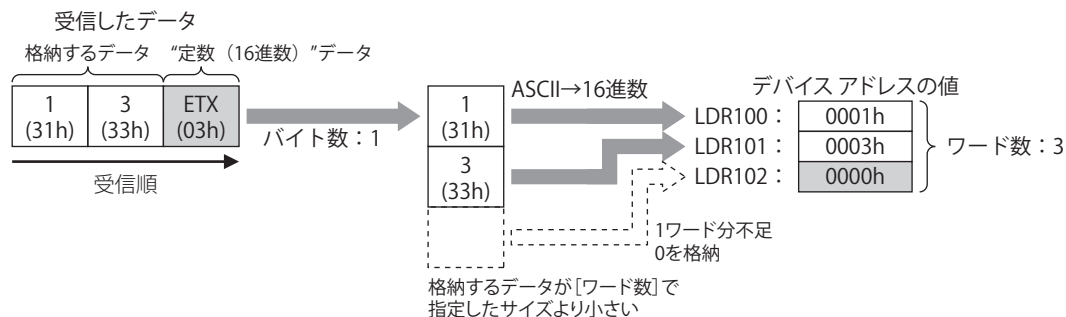 受信したデータ
格納するデータ “定数（16進数）”データ
1 3 ETX
(31h) (33h) (03h)
受信順
バイト数：1
1
(31h)
3
(33h)
格納するデータが［ワード数］で
指定したサイズより小さい
ASCII→16進数
1ワード分不足
0を格納
デバイス アドレスの値
LDR100： 0001h
LDR101： 0003h
LDR102： 0000h
ワード数：3